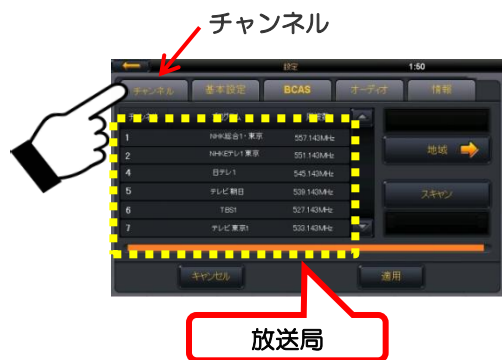 チャンネル
設定 1:50
チャンネル 基本設定 BCAS オーディオ 情報
1 NHK総合1・東京 557.143MHz
2 NHKEテレ1東京 551.143MHz
4 日テレ1 545.143MHz
5 テレビ朝日 539.143MHz
6 TBS1 527.143MHz
7 テレビ東京1 533.143MHz
地域
スキャン
キャンセル 適用
放送局